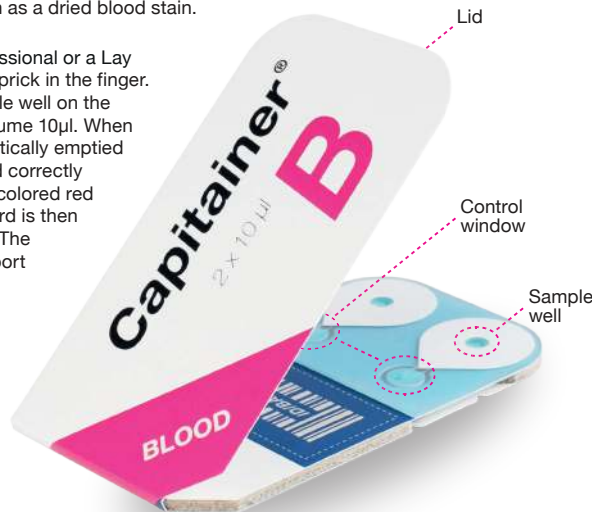 as a dried blood stain.
ssional or a Lay
prick in the finger.
le well on the
ume 10µl. When
tically emptied
l correctly
colored red
rd is then
The
port
Lid
Capitainer®
B
2 x 10 µl
Control
window
Sample
well
BLOOD